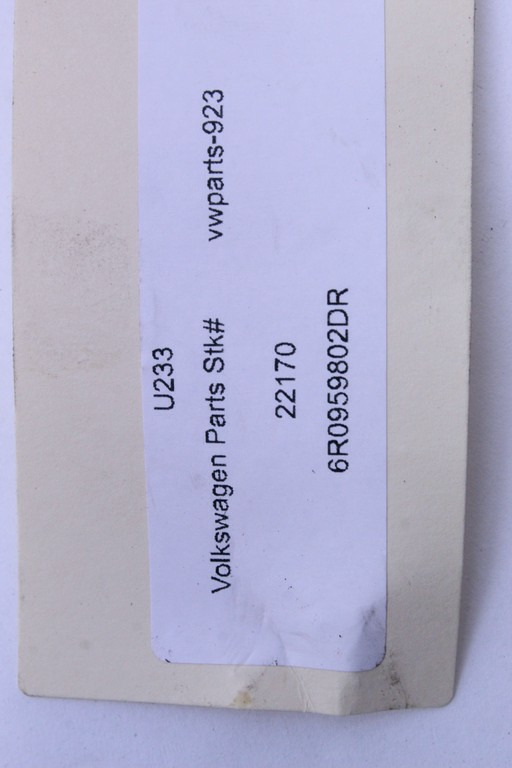 U233
Volkswagen Parts Stk# vwparts-923
22170
6R0959802DR